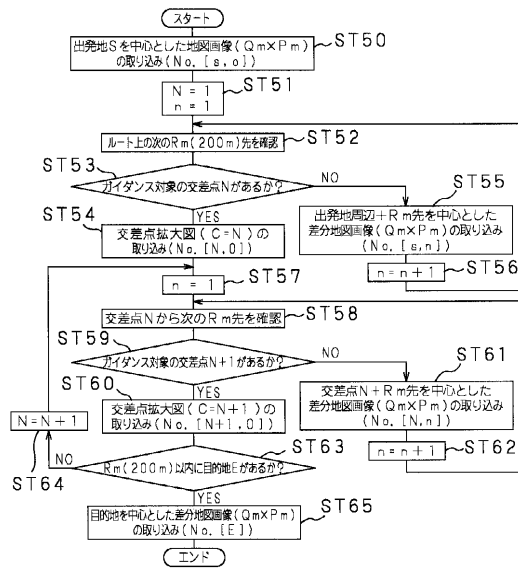 スタート
出発地Sを中心とした地図画像(Qm×Pm)
の取り込み(No.[s,o])
ST50
N=1
n=1
ST51
ルート上の次のRm(200m)先を確認
ST52
ガイダンス対象の交差点Nがあるか?
ST53
NO
YES
ST54
交差点拡大図(C=N)の
取り込み(No.[N,0])
ST55
出発地周辺+Rm先を中心とした
差分地図画像(Qm×Pm)の取り込み
(No.[s,n])
n=n+1
ST56
n=1
ST57
交差点Nから次のRm先を確認
ST58
ST59
ガイダンス対象の交差点N+1があるか?
NO
YES
ST60
交差点拡大図(C=N+1)の
取り込み(No.[N+1,0])
ST61
交差点N+Rm先を中心とした
差分地図画像(Qm×Pm)の取り込み
(No.[N,n])
n=n+1
ST62
N=N+1
ST64
ST63
Rm(200m)以内に目的地Eがあるか?
NO
YES
目的地を中心とした差分地図画像(Qm×Pm)
の取り込み(No.[E])
ST65
エンド